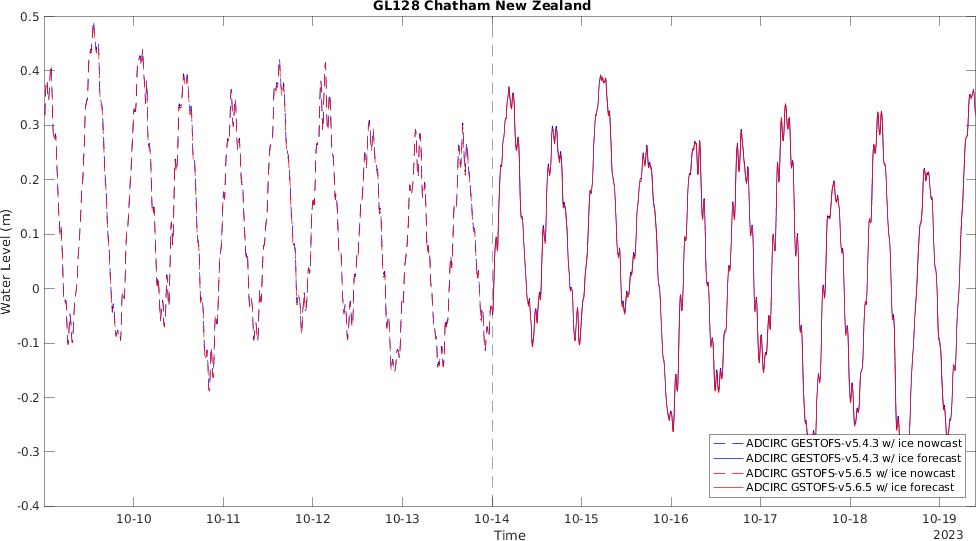 GL128 Chatham New Zealand
0.5
0.4
0.3
0.2
0.1
0
-0.1
-0.2
-0.3
-0.4
Water Level (m)
ADCIRC GESTOFS-v5.4.3 w/ ice nowcast
ADCIRC GESTOFS-v5.4.3 w/ ice forecast
ADCIRC GSTOFS-v5.6.5 w/ ice nowcast
ADCIRC GSTOFS-v5.6.5 w/ ice forecast
10-10 10-11 10-12 10-13 10-14 10-15 10-16 10-17 10-18 10-19
Time
2023